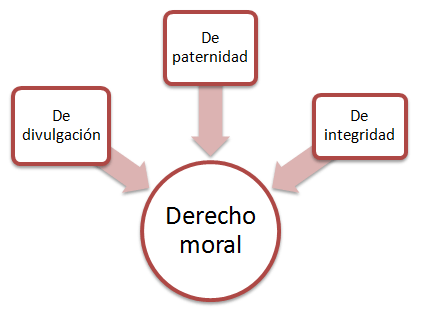 De
divulgación
De
paternidad
De
integridad
Derecho
moral